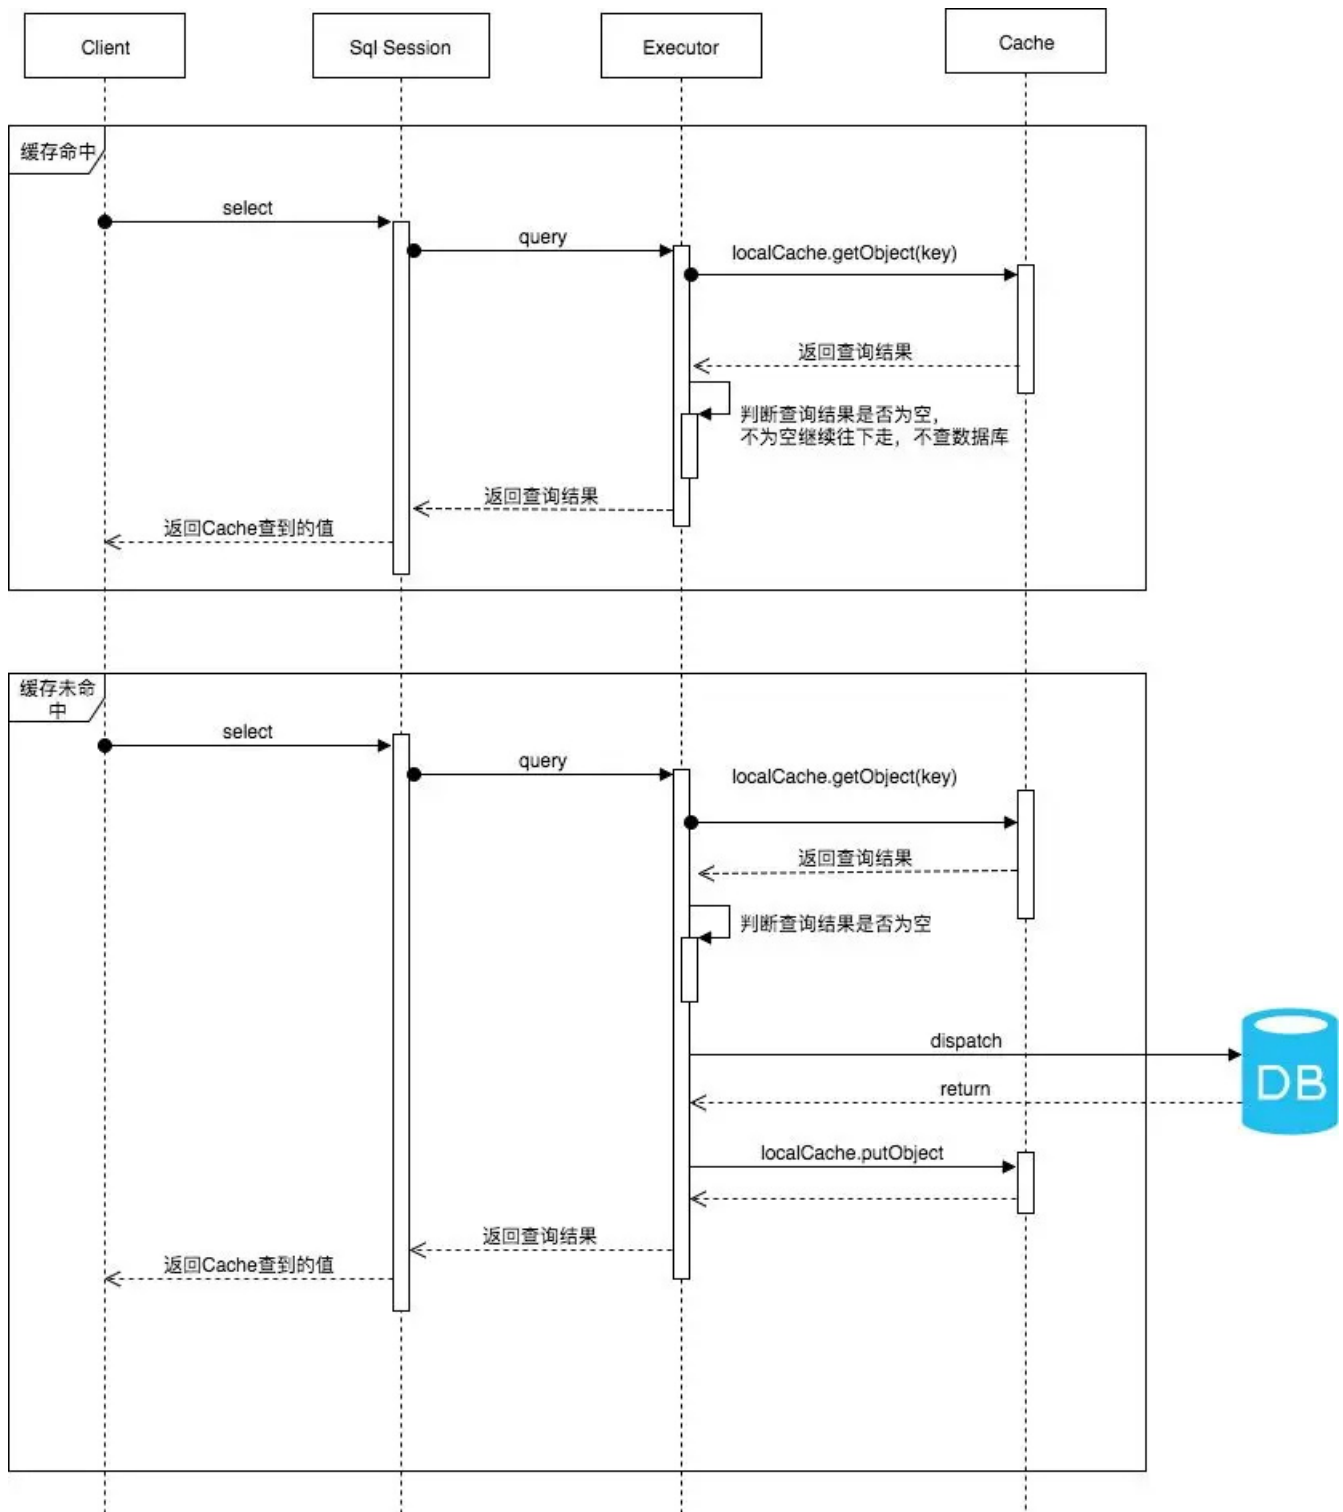 Client
Sql Session
Executor
Cache
缓存命中
select
query
localCache.getObject(key)
返回查询结果
判断查询结果是否为空，
不为空继续往下走，不查数据库
返回查询结果
返回Cache查到的值
缓存未命
中
select
query
localCache.getObject(key)
返回查询结果
判断查询结果是否为空
dispatch
DB
return
localCache.putObject
返回查询结果
返回Cache查到的值